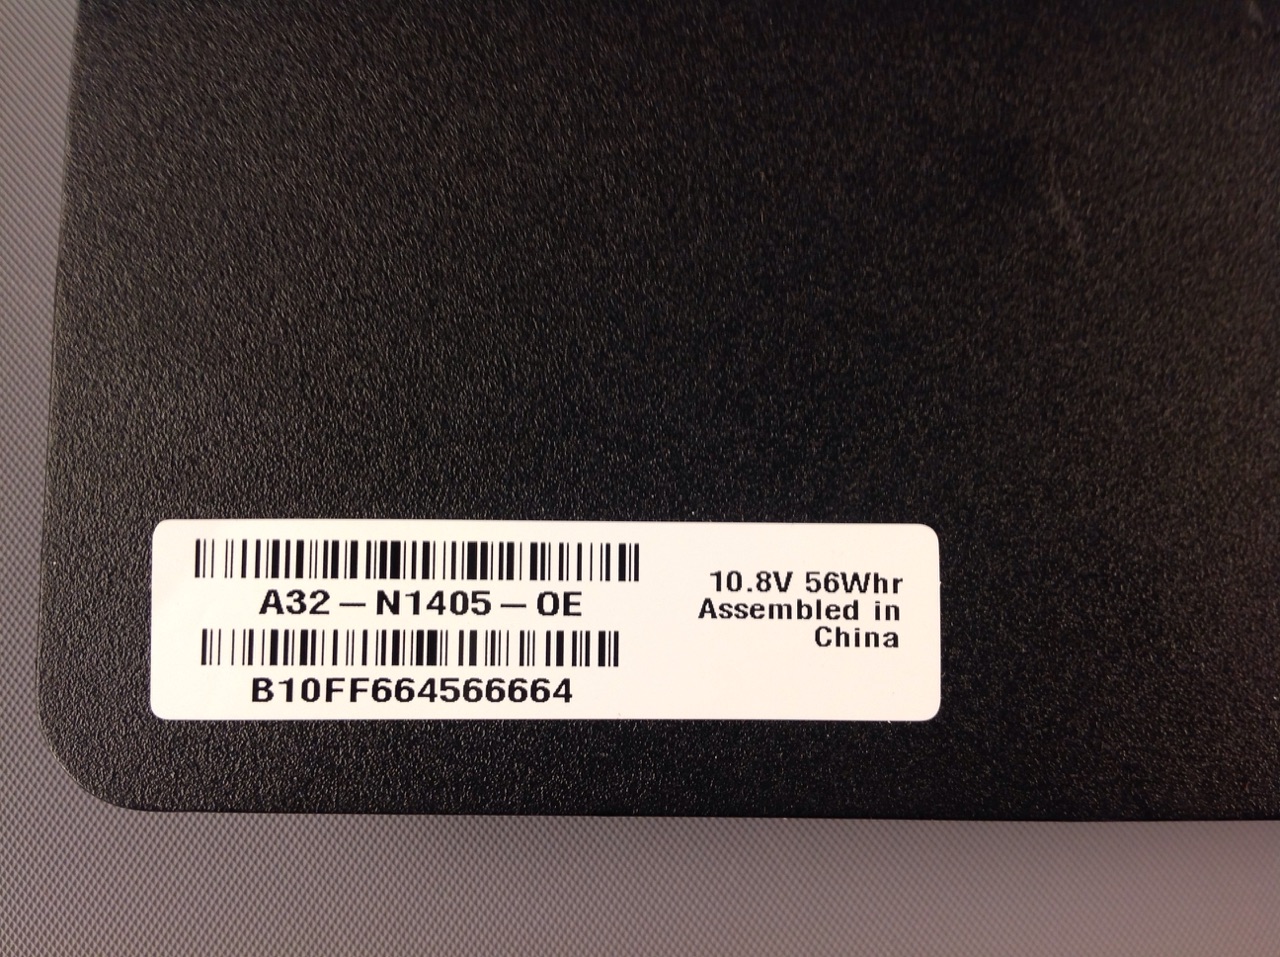 A32-N1405-OE
B10FF664566664
10.8V 56Whr
Assembled in
China